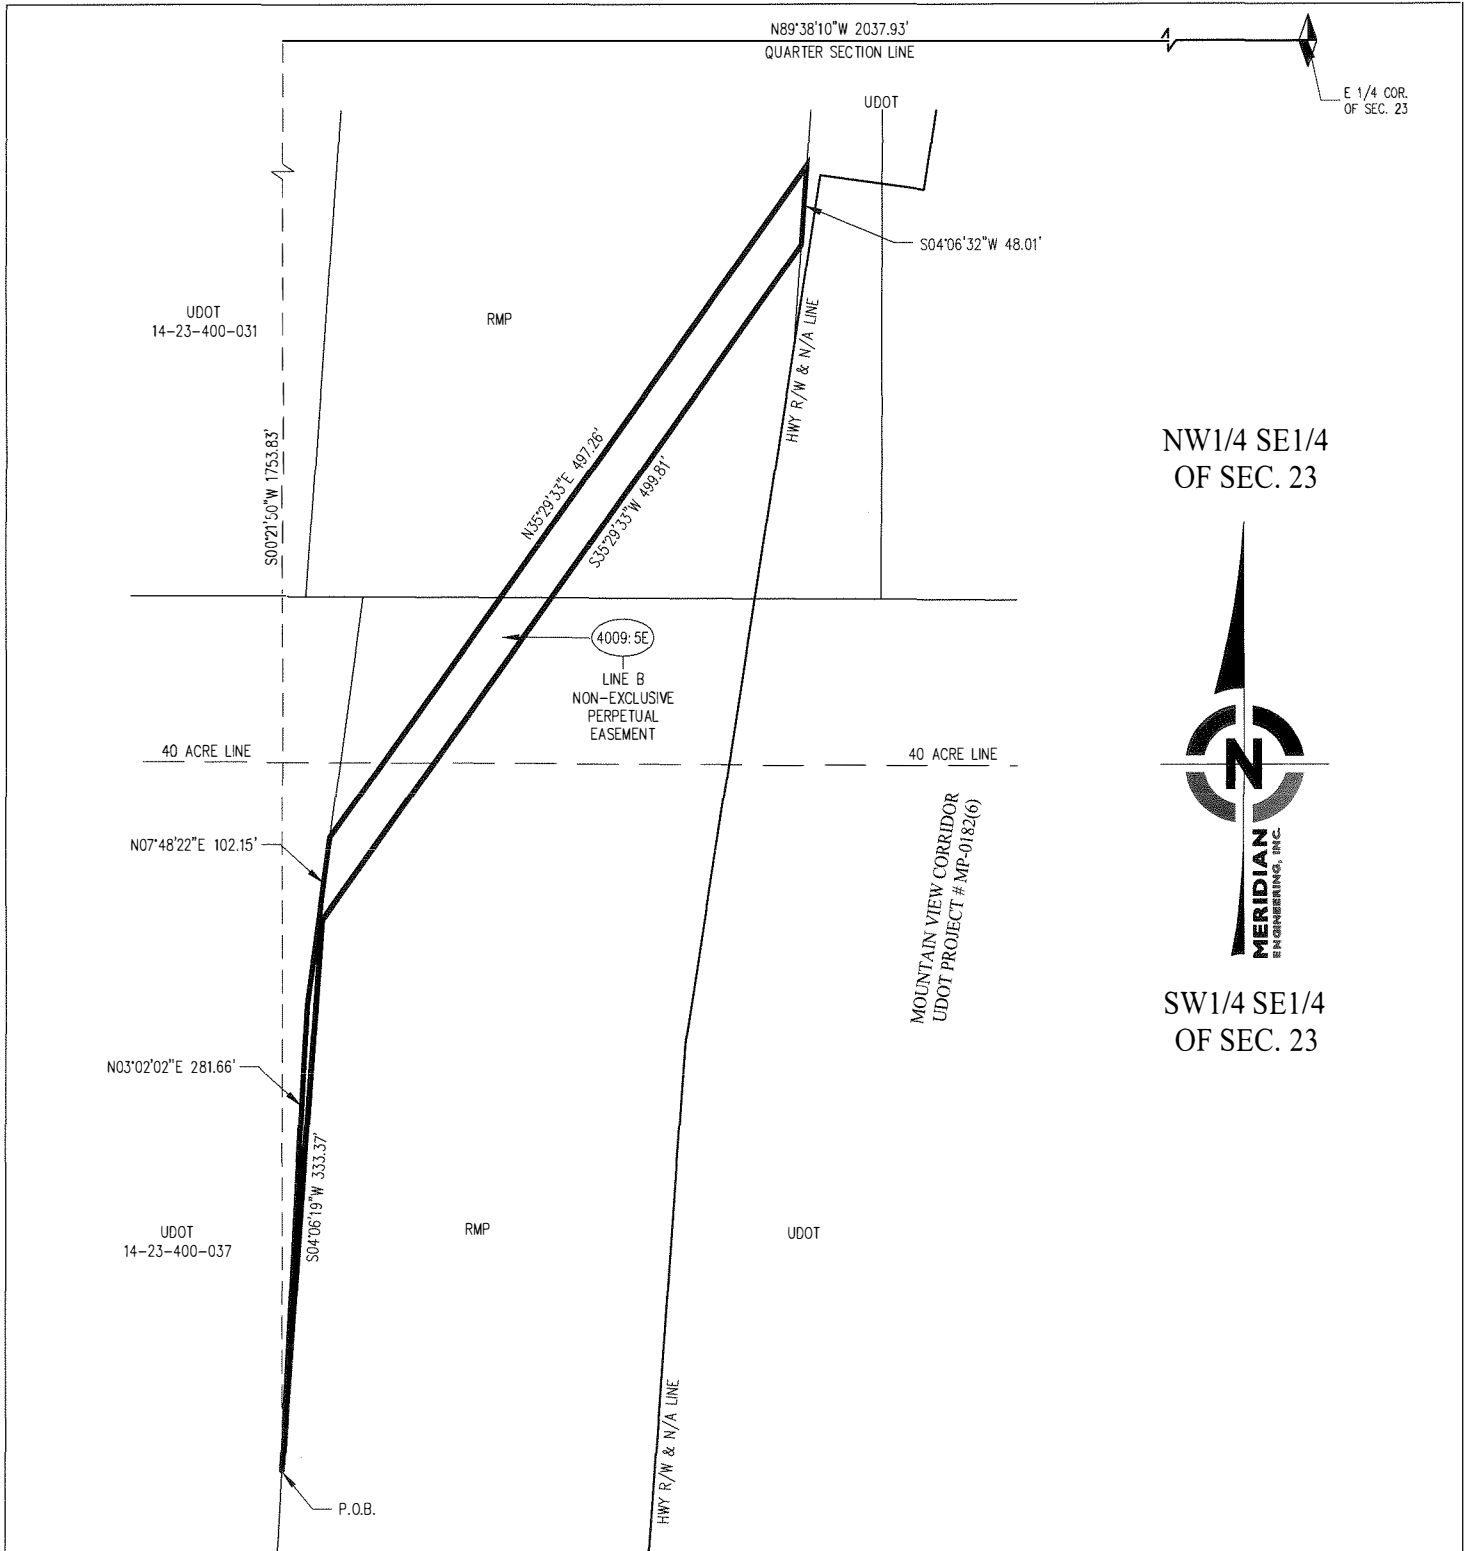 N89°38'10"W 2037.93'
QUARTER SECTION LINE
E 1/4 COR.
OF SEC. 23
UDOT
S04°06'32"W 48.01'
UDOT
14-23-400-031
RMP
HWY R/W & N/A LINE
S00°21'50"W 1753.83'
N35°29'33"E 497.26'
S35°29'33"W 499.81'
NW1/4 SE1/4
OF SEC. 23
4009:5E
LINE B
NON-EXCLUSIVE
PERPETUAL
EASEMENT
40 ACRE LINE
40 ACRE LINE
N
MERIDIAN
ENGINEERING, INC.
N07°48'22"E 102.15'
MOUNTAIN VIEW CORRIDOR
UDOT PROJECT # MP-0182(6)
SW1/4 SE1/4
OF SEC. 23
N03°02'02"E 281.66'
S04°06'19"W 333.37'
UDOT
14-23-400-037
RMP
UDOT
HWY R/W & N/A LINE
P.O.B.